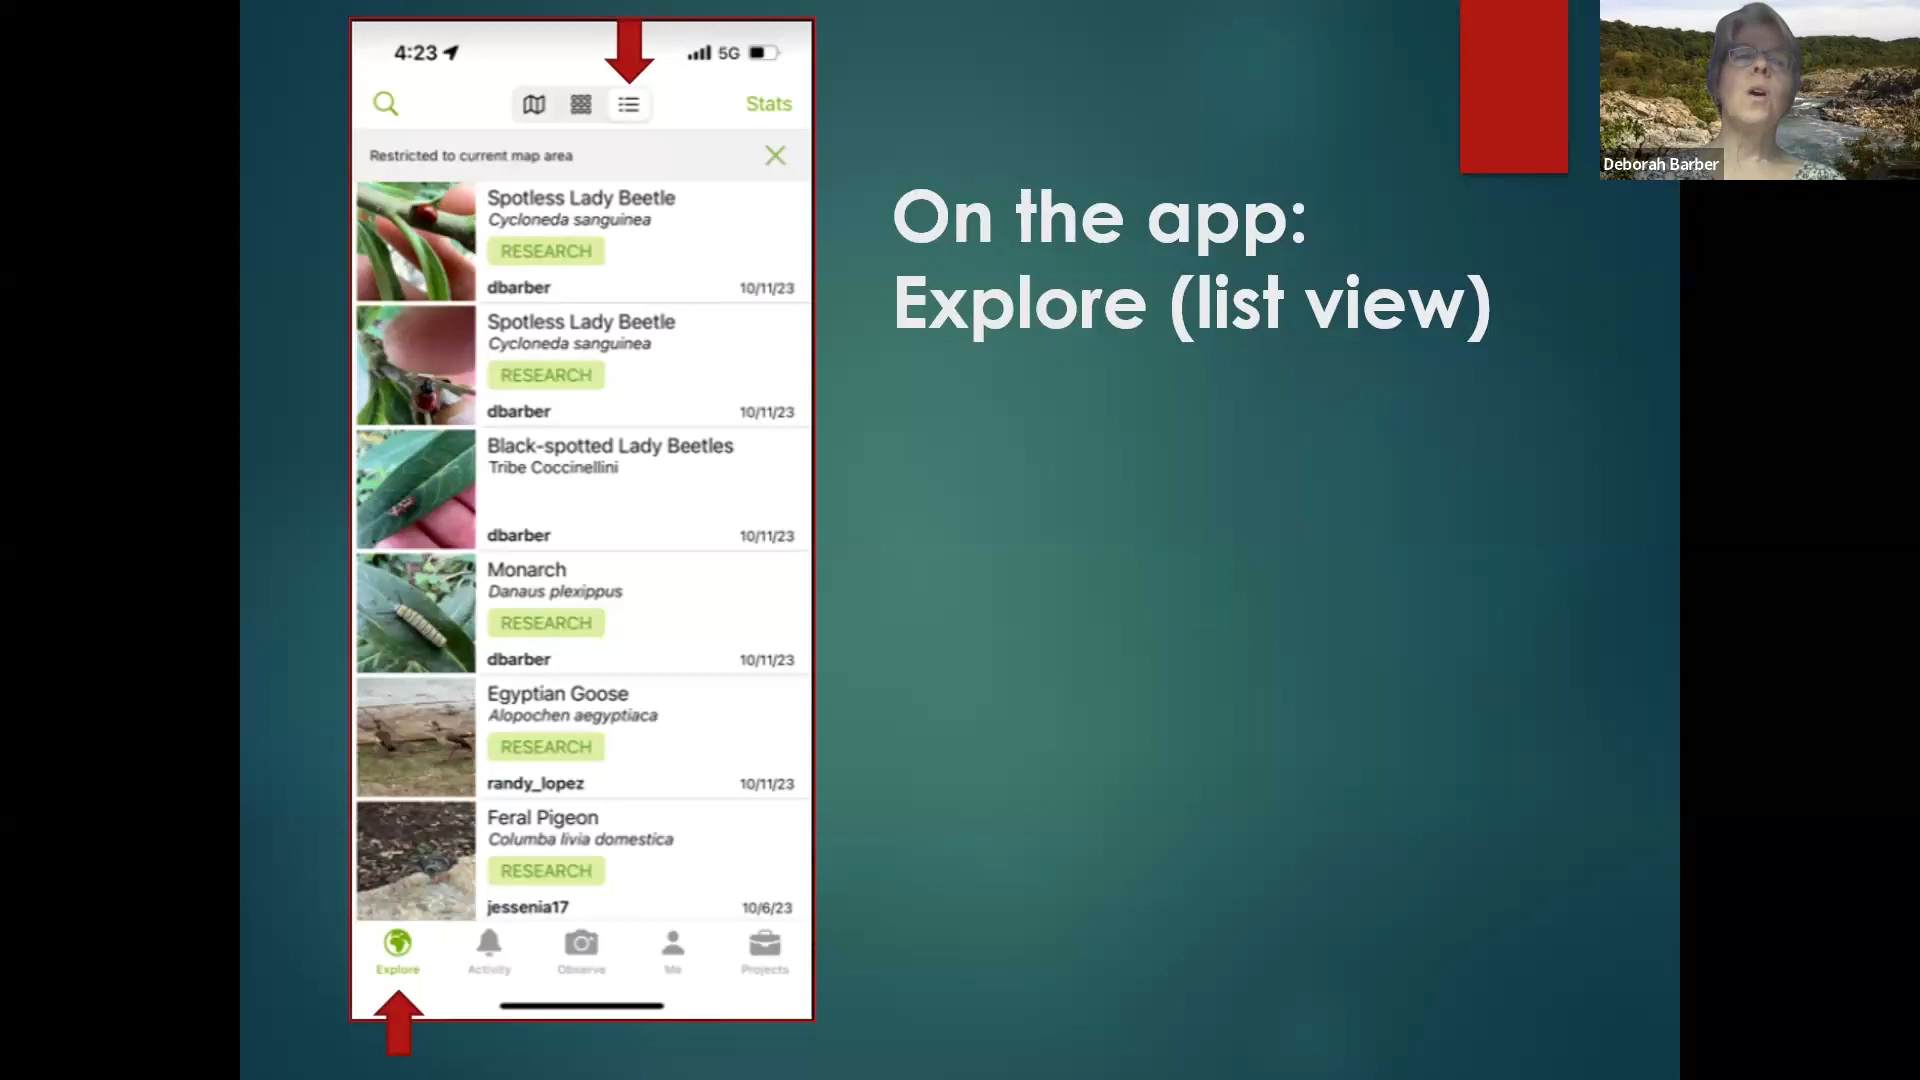 4:23
5G
Stats
Restricted to current map area
Spotless Lady Beetle
Cycloneda sanguinea
RESEARCH
dbarber 10/11/23
Spotless Lady Beetle
Cycloneda sanguinea
RESEARCH
dbarber 10/11/23
Black-spotted Lady Beetles
Tribe Coccinellini
dbarber 10/11/23
Monarch
Danaus plexippus
RESEARCH
dbarber 10/11/23
Egyptian Goose
Alopochen aegyptiaca
RESEARCH
randy_lopez 10/11/23
Feral Pigeon
Columba livia domestica
RESEARCH
jessenia17 10/6/23
Explore Activity Observe Me Projects
On the app:
Explore (list view)
Deborah Barber